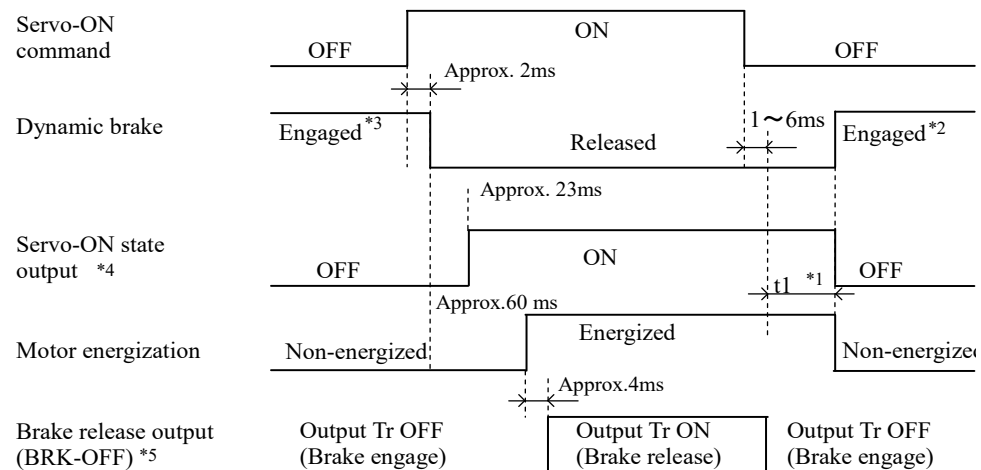 Servo-ON
command
OFF
ON
OFF
Approx. 2ms
Dynamic brake
Engaged*3
Released
1～6ms
Engaged*2
Approx. 23ms
Servo-ON state
output *4
OFF
ON
t1 *1
OFF
Approx.60 ms
Motor energization
Non-energized
Energized
Non-energized
Approx.4ms
Brake release output
(BRK-OFF) *5
Output Tr OFF
(Brake engage)
Output Tr ON
(Brake release)
Output Tr OFF
(Brake engage)